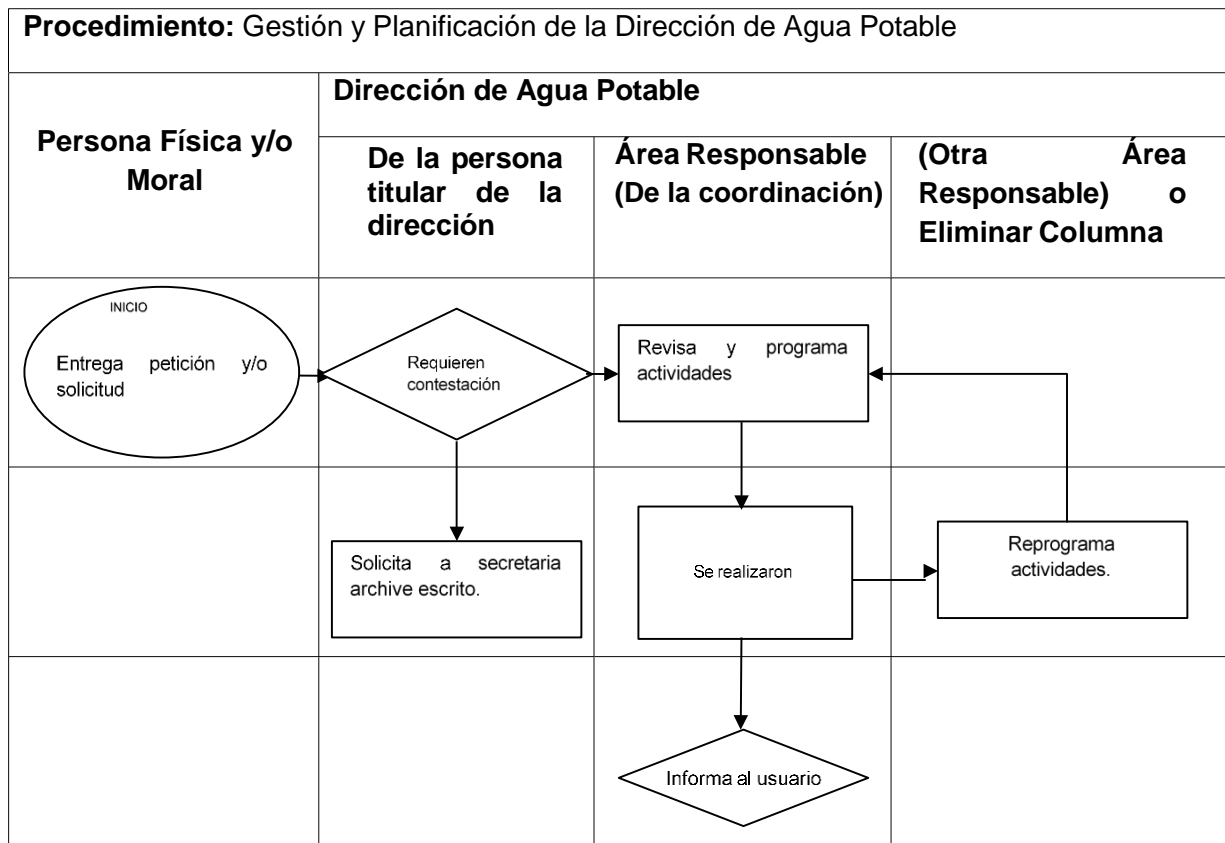 Procedimiento: Gestión y Planificación de la Dirección de Agua Potable
Persona Física y/o
Moral
Dirección de Agua Potable
De la persona
titular de la
dirección
Área Responsable
(De la coordinación)
(Otra Área
Responsable) o
Eliminar Columna
INICIO
Entrega petición y/o
solicitud
Requieren
contestación
Revisa y programa
actividades
Solicita a secretaria
archive escrito.
Se realizaron
Reprograma
actividades.
Informa al usuario